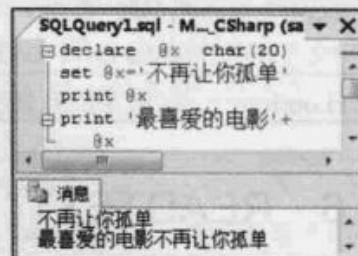 SQLQuery1.sql - M..._CSharp (sa
declare @x char(20)
set @x='不再让你孤单'
print @x
print '最喜爱的电影'+
@x
消息
不再让你孤单
最喜爱的电影不再让你孤单